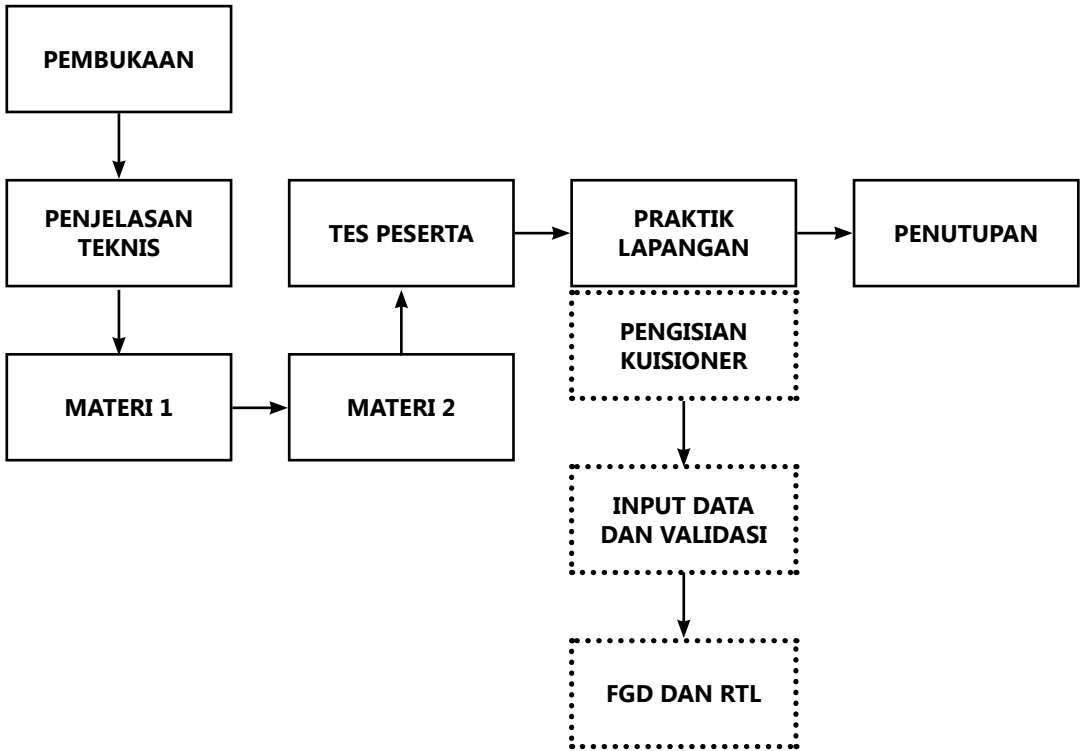 PEMBUKAAN
PENJELASAN
TEKNIS
MATERI 1
MATERI 2
TES PESERTA
PRAKTIK
LAPANGAN
PENGISIAN
KUISIONER
INPUT DATA
DAN VALIDASI
FGD DAN RTL
PENUTUPAN